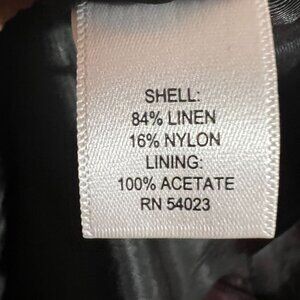 SHELL:
84% LINEN
16% NYLON
LINING:
100% ACETATE
RN 54023